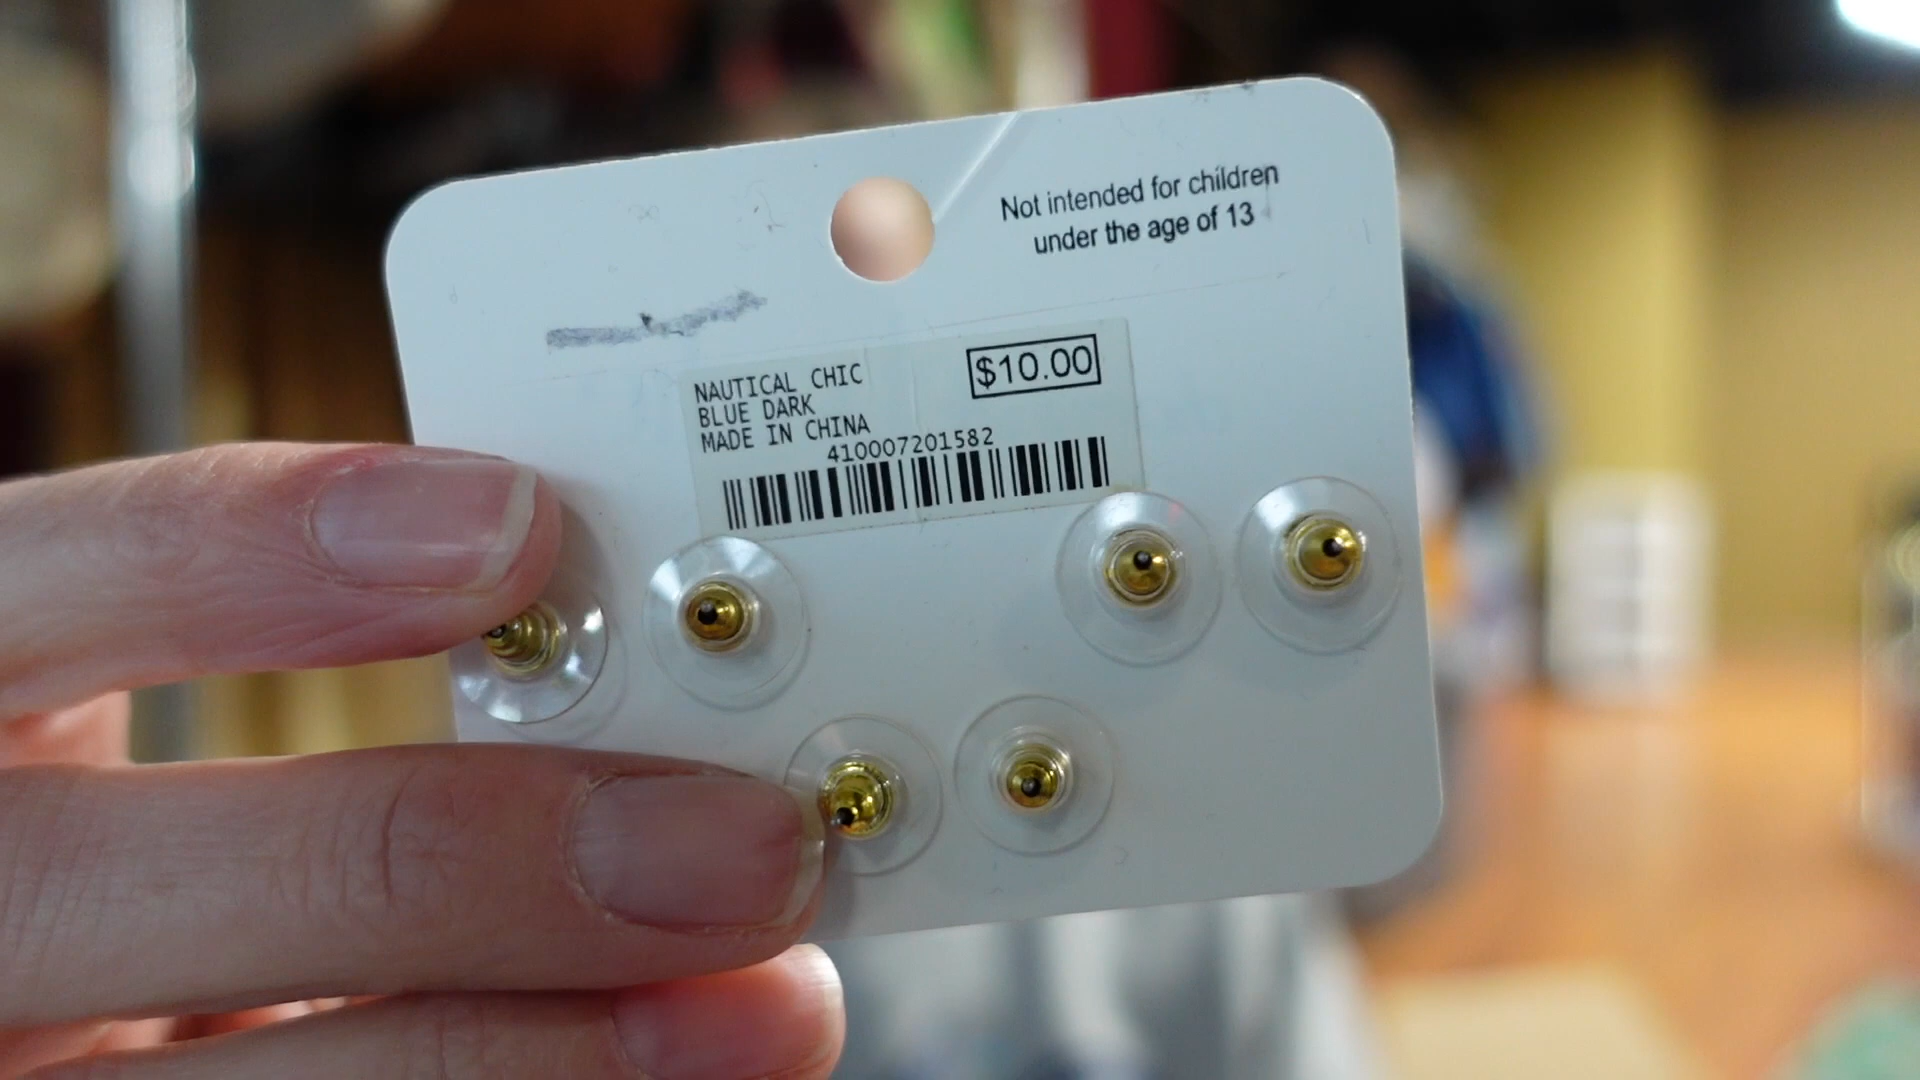 Not intended for children
under the age of 13
NAUTICAL CHIC
$10.00
BLUE DARK
MADE IN CHINA
410007201582